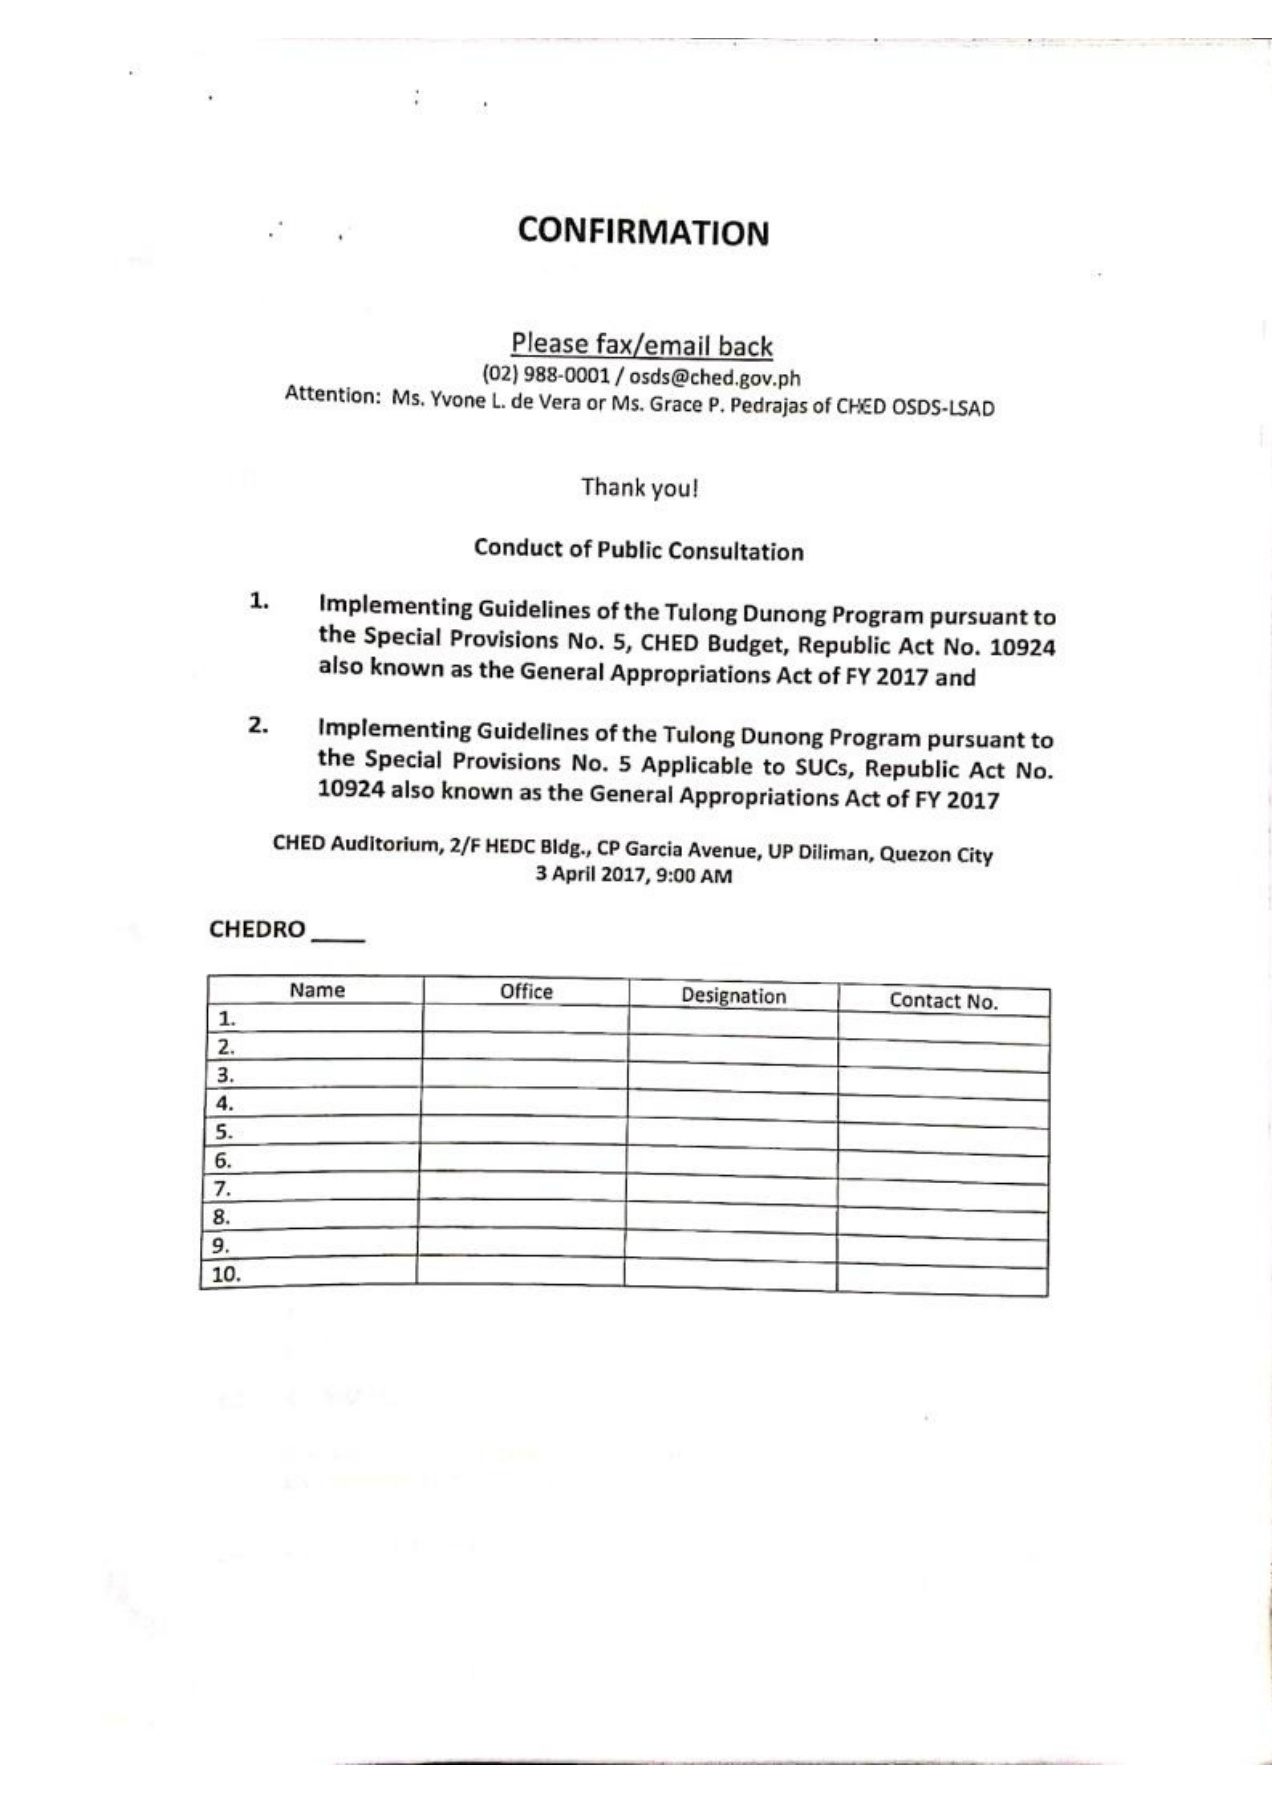 CONFIRMATION
Please fax/email back
(02) 988-0001 / osds@ched.gov.ph
Attention: Ms. Yvone L. de Vera or Ms. Grace P. Pedrajas of CHED OSDS-LSAD
Thank you!
Conduct of Public Consultation
1. Implementing Guidelines of the Tulong Dunong Program pursuant to
the Special Provisions No. 5, CHED Budget, Republic Act No. 10924
also known as the General Appropriations Act of FY 2017 and
2. Implementing Guidelines of the Tulong Dunong Program pursuant to
the Special Provisions No. 5 Applicable to SUCs, Republic Act No.
10924 also known as the General Appropriations Act of FY 2017
CHED Auditorium, 2/F HEDC Bldg., CP Garcia Avenue, UP Diliman, Quezon City
3 April 2017, 9:00 AM
CHEDRO ____
Name Office Designation Contact No.
1.
2.
3.
4.
5.
6.
7.
8.
9.
10.